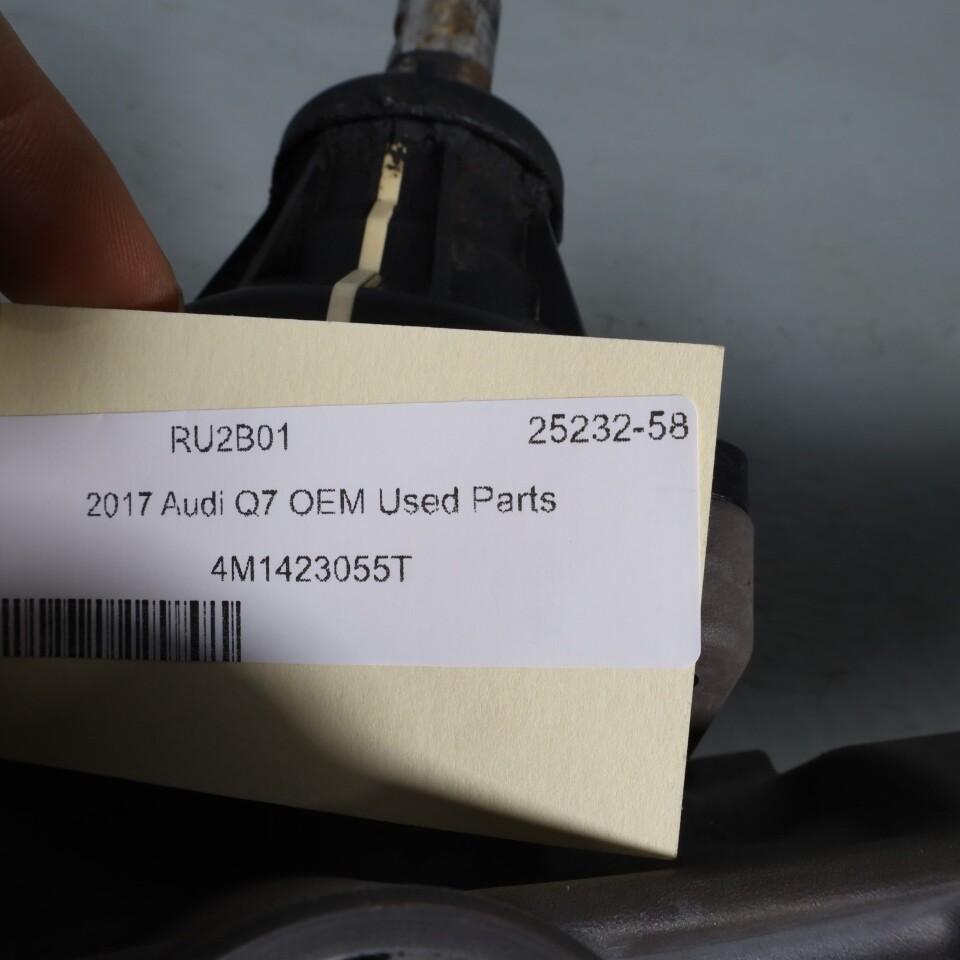 RU2B01 25232-58
2017 Audi Q7 OEM Used Parts
4M1423055T